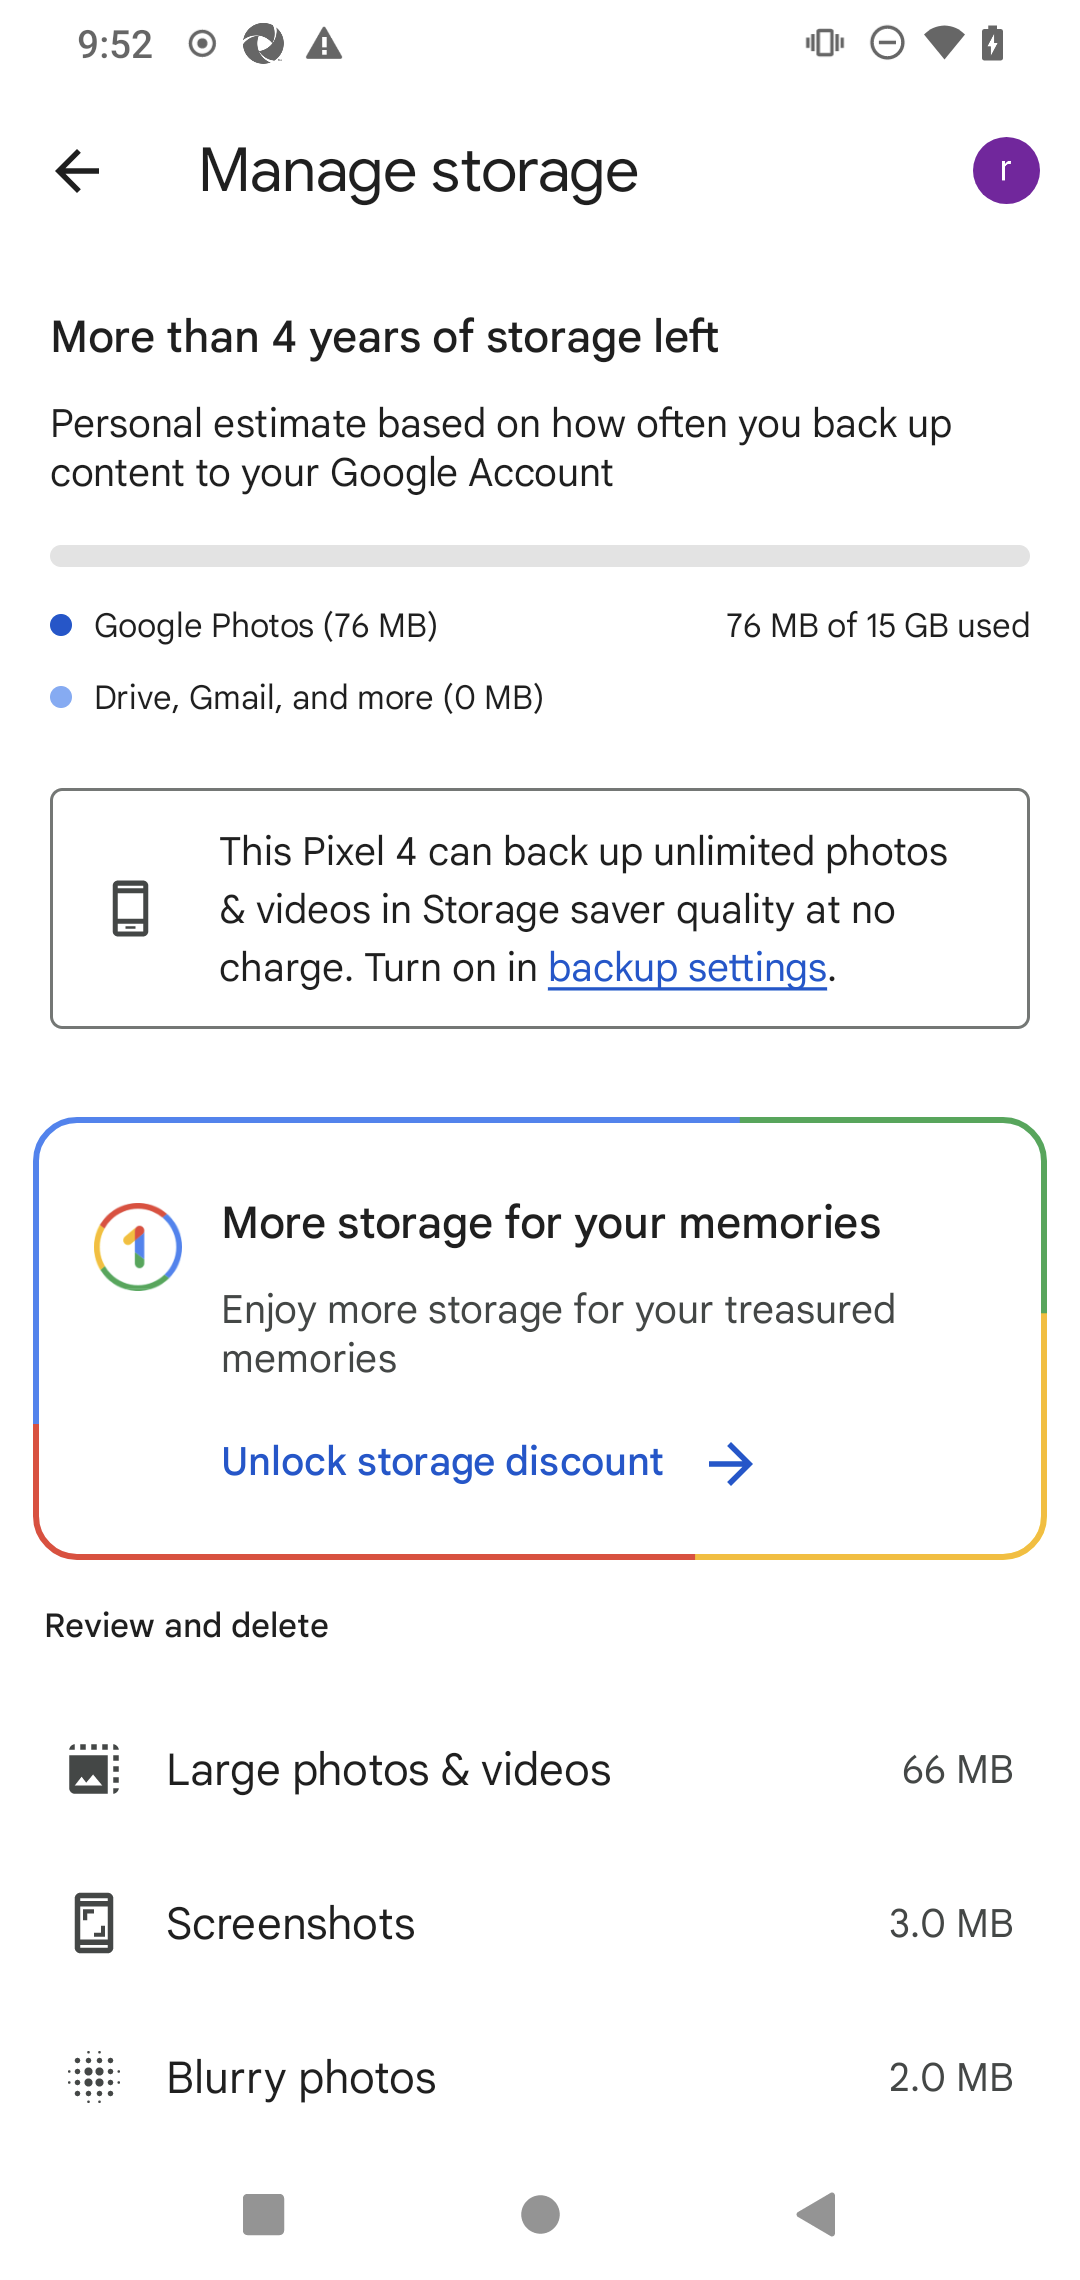 9:52
Manage storage
r
More than 4 years of storage left
Personal estimate based on how often you back up
content to your Google Account
Google Photos (76 MB)
76 MB of 15 GB used
Drive, Gmail, and more (0 MB)
This Pixel 4 can back up unlimited photos
& videos in Storage saver quality at no
charge. Turn on in backup settings.
1
More storage for your memories
Enjoy more storage for your treasured
memories
Unlock storage discount
Review and delete
Large photos & videos
66 MB
Screenshots
3.0 MB
Blurry photos
2.0 MB